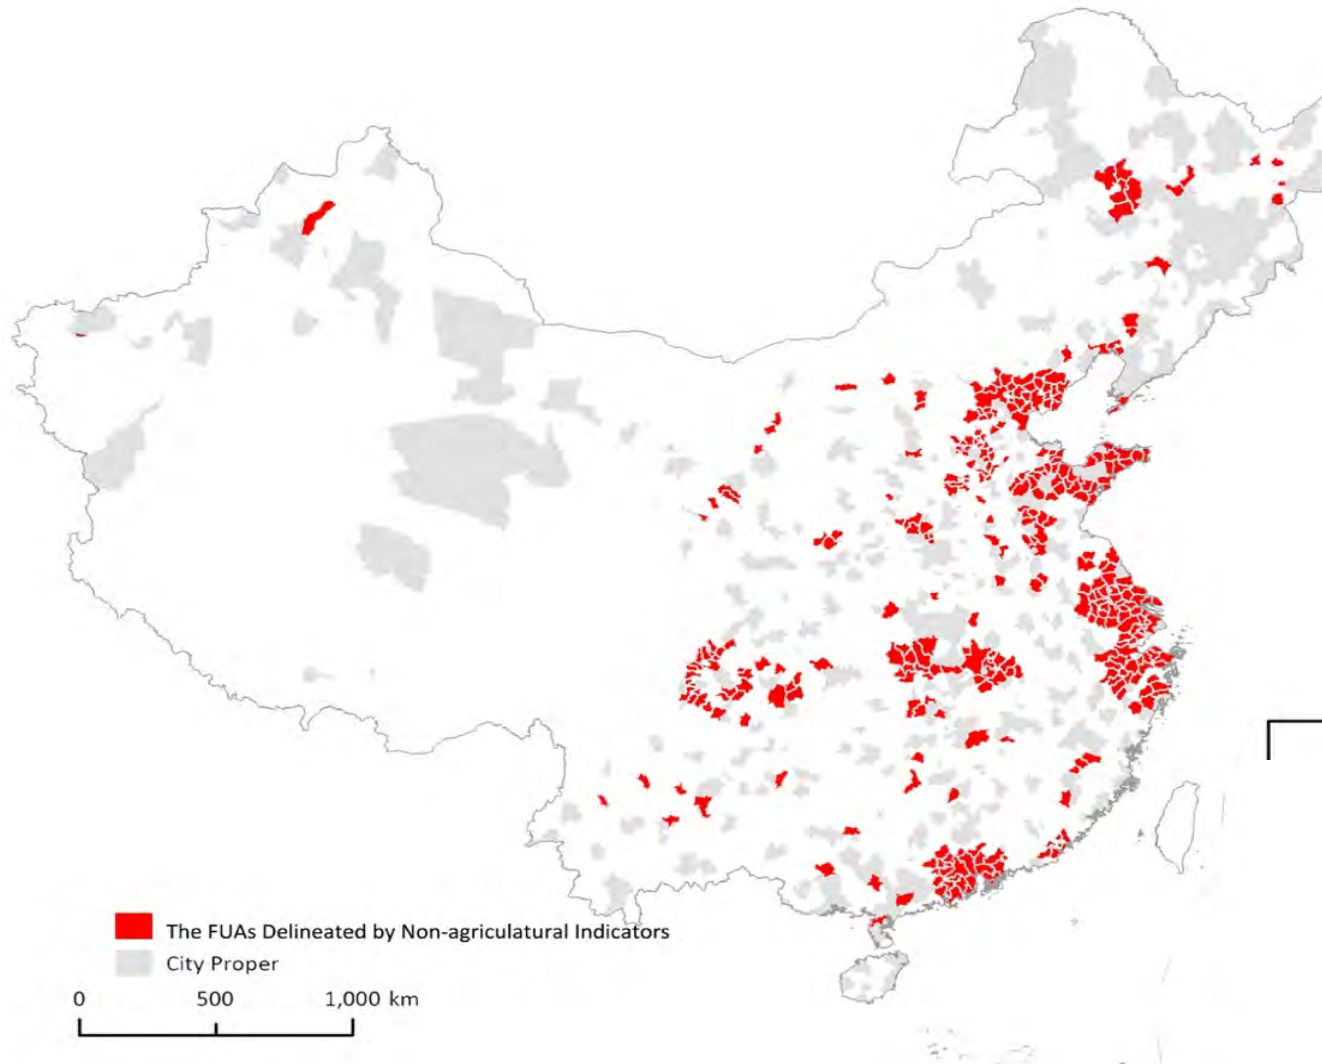 The FUAs Delineated by Non-agriculatural Indicators
City Proper
0 500 1,000 km